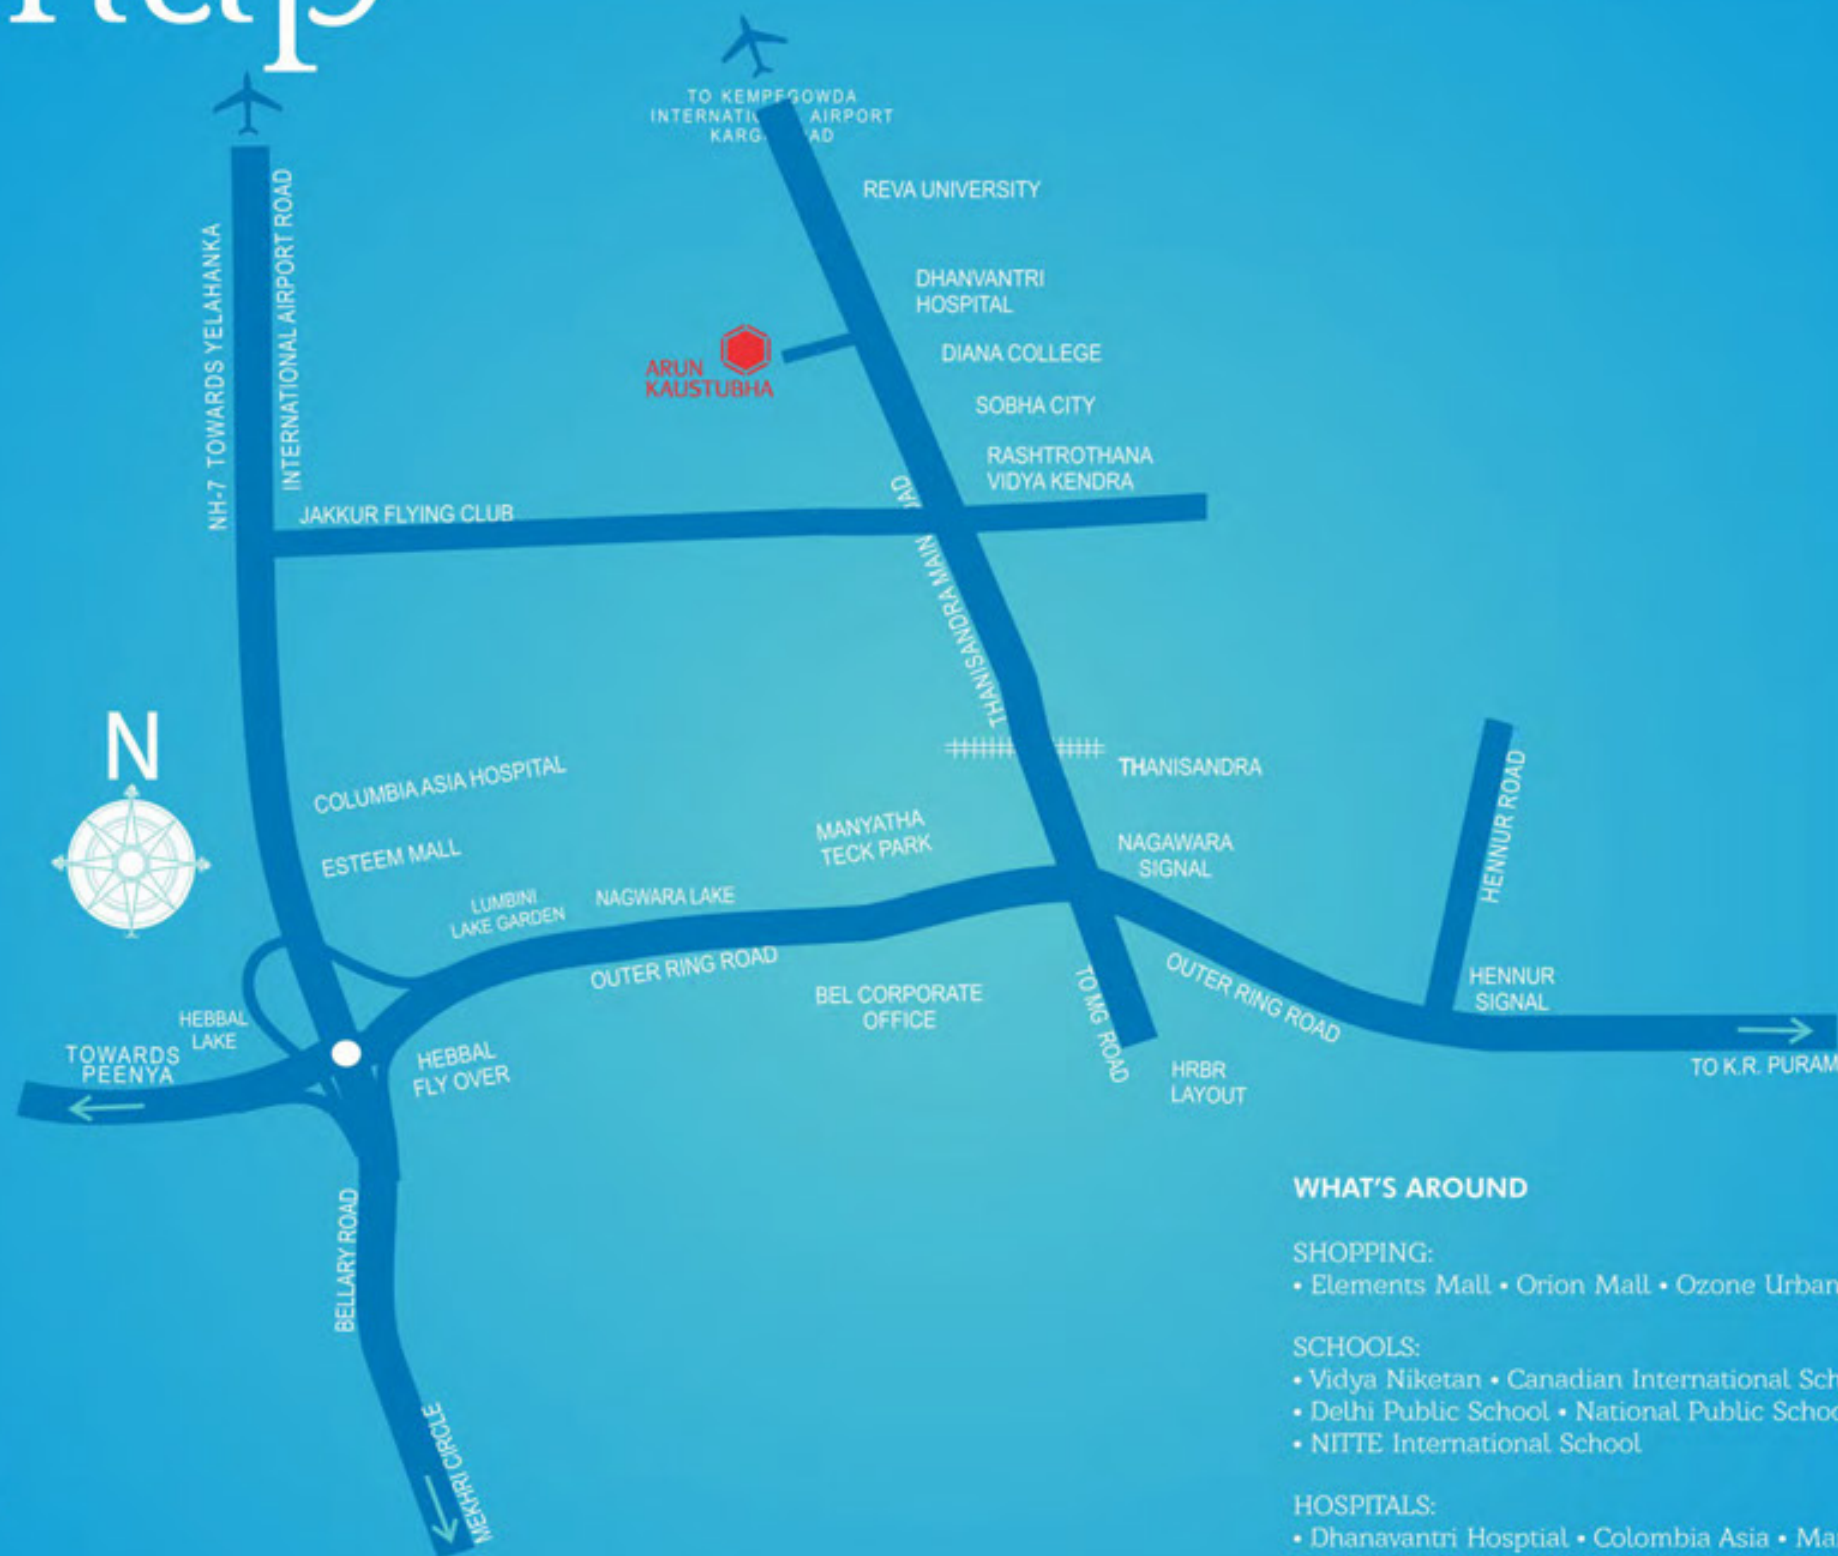 TO KEMPEGOWDA
INTERNATIONAL AIRPORT
REVA UNIVERSITY
DHANVANTRI
HOSPITAL
ARUN
KAUSTUBHA
DIANA COLLEGE
SOBHA CITY
RASHTROTHANA
VIDYA KENDRA
NH-7 TOWARDS YELAHANKA
INTERNATIONAL AIRPORT ROAD
JAKKUR FLYING CLUB
THANISANDRA MAIN
N
COLUMBIA ASIA HOSPITAL
ESTEEM MALL
LUMBINI
LAKE GARDEN
NAGWARA LAKE
MANYATHA
TECK PARK
THANISANDRA
NAGAWARA
SIGNAL
HENNUR ROAD
HENNUR
SIGNAL
OUTER RING ROAD
BEL CORPORATE
OFFICE
TO MG ROAD
OUTER RING ROAD
TO K.R. PURAM
HRBR
LAYOUT
HEBBAL
LAKE
TOWARDS
PEENYA
HEBBAL
FLY OVER
BELLARY ROAD
MEKHRI CIRCLE
WHAT'S AROUND
SHOPPING:
• Elements Mall • Orion Mall • Ozone Urban
SCHOOLS:
• Vidya Niketan • Canadian International Sch
• Delhi Public School • National Public Schoo
• NITTE International School
HOSPITALS:
• Dhanavantri Hosptial • Colombia Asia • Ma